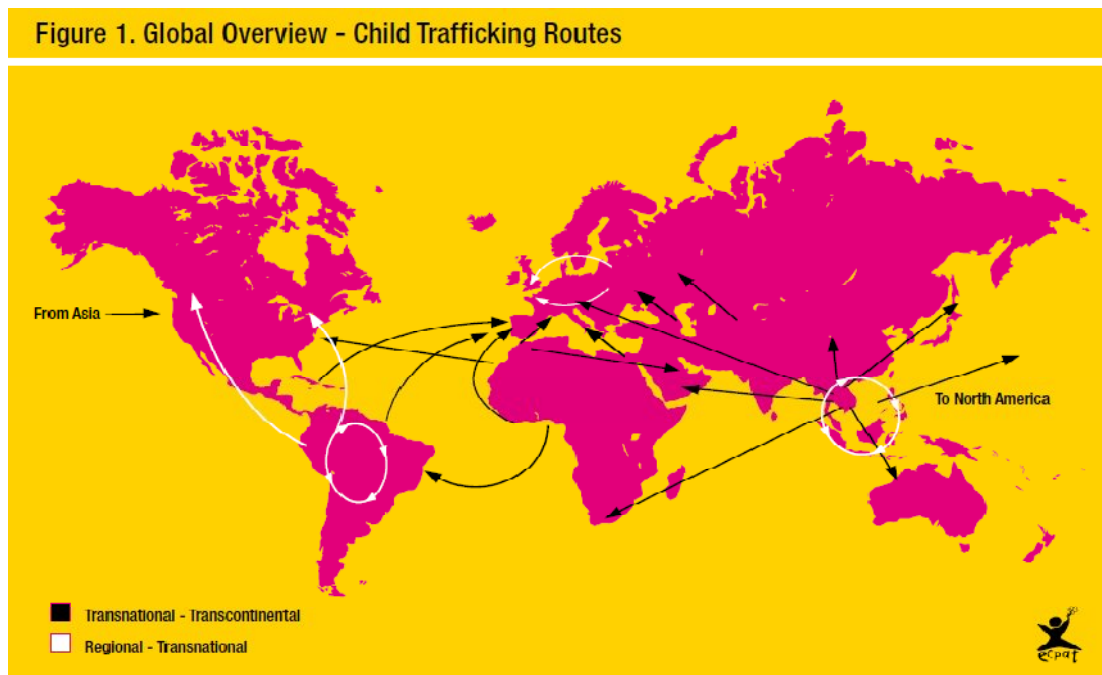 Figure 1. Global Overview - Child Trafficking Routes
From Asia
To North America
Transnational - Transcontinental
Regional - Transnational
ecpat